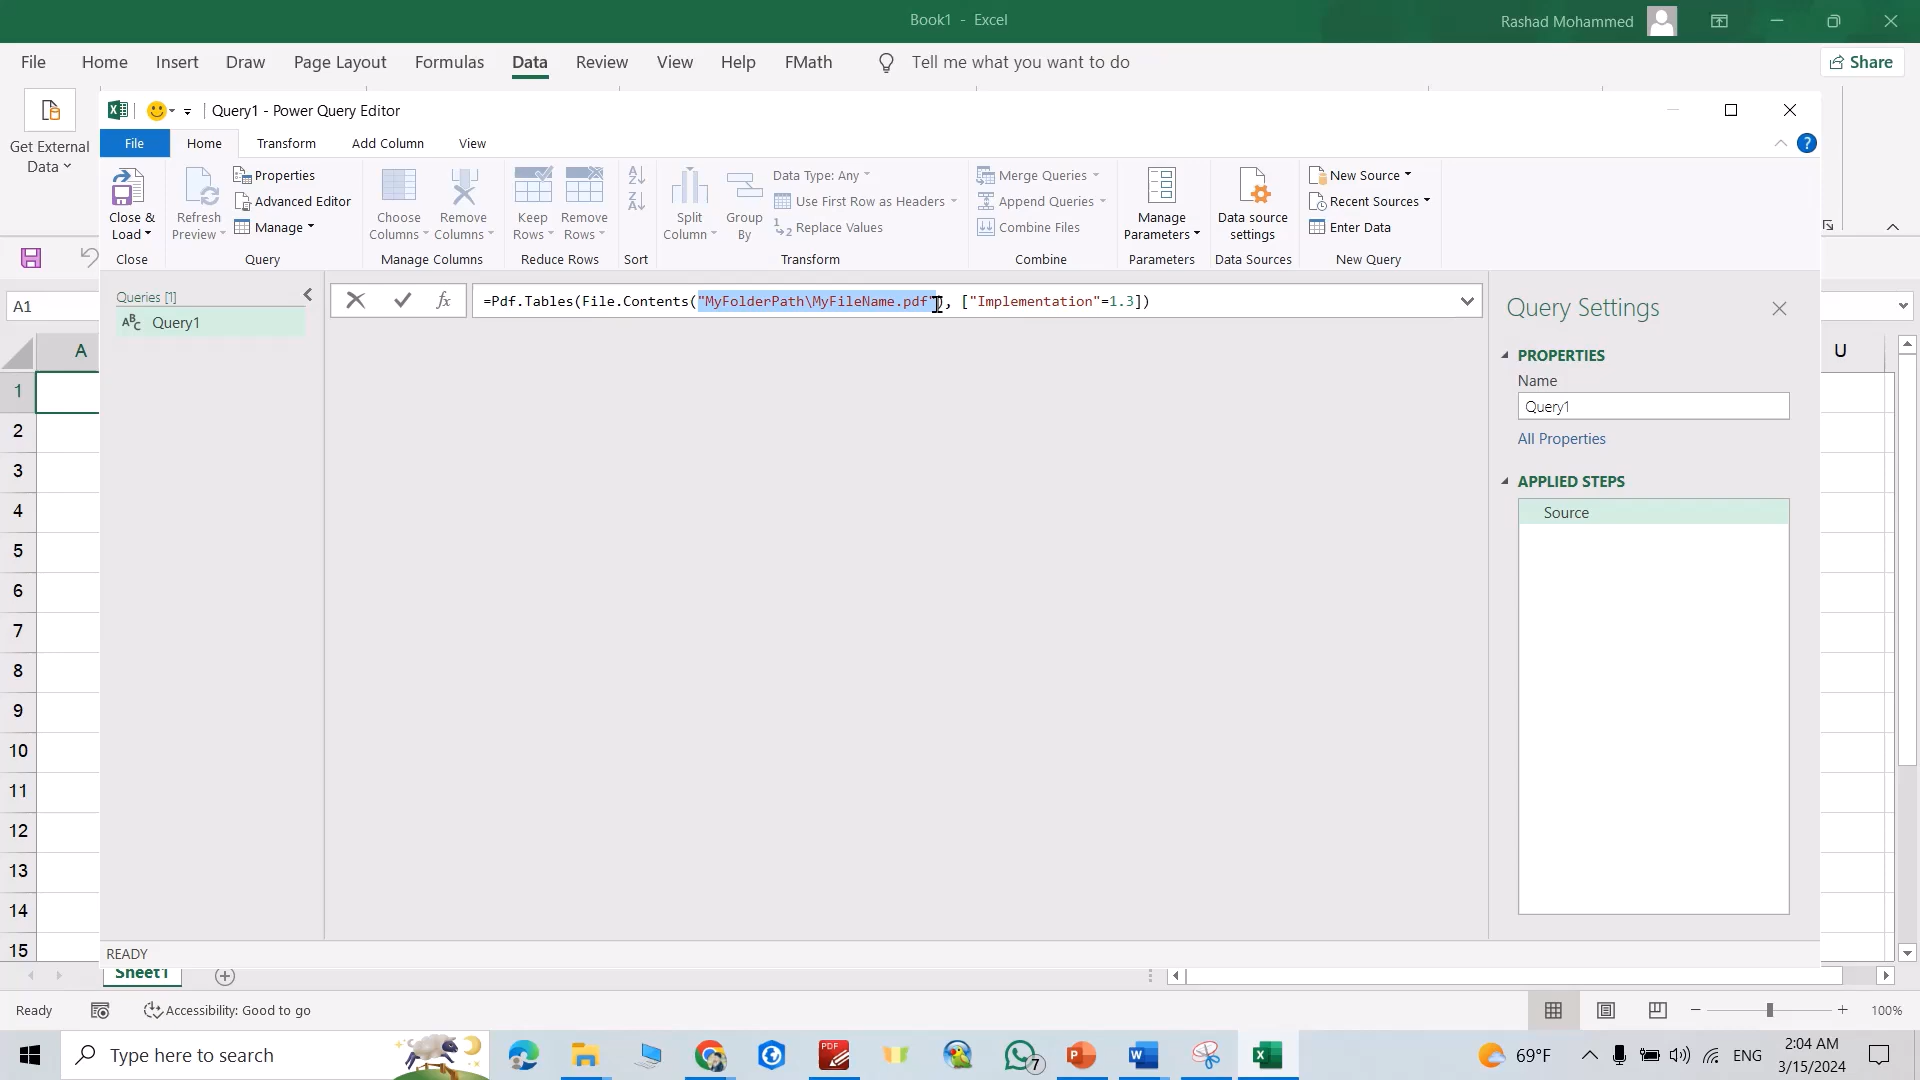 Book1 - Excel
Rashad Mohammed
File
Home
Insert
Draw
Page Layout
Formulas
Data
Review
View
Help
FMath
Tell me what you want to do
Share
Get External
Data
Query1 - Power Query Editor
File
Home
Transform
Add Column
View
Close &
Load
Close
Refresh
Preview
Properties
Advanced Editor
Manage
Query
Choose
Columns
Remove
Columns
Manage Columns
Keep
Rows
Remove
Rows
Reduce Rows
Sort
Split
Column
Group
By
Data Type: Any
Use First Row as Headers
Replace Values
Transform
Merge Queries
Append Queries
Combine Files
Combine
Manage
Parameters
Parameters
Data source
settings
Data Sources
New Source
Recent Sources
Enter Data
New Query
A1
Queries [1]
Query1
=Pdf.Tables(File.Contents("MyFolderPath\MyFileName.pdf"), ["Implementation"=1.3])
Query Settings
PROPERTIES
Name
Query1
All Properties
APPLIED STEPS
Source
A
U
1
2
3
4
5
6
7
8
9
10
11
12
13
14
15
READY
Sheet1
Ready
Accessibility: Good to go
100%
Type here to search
PDF
7
69°F
ENG
2:04 AM
3/15/2024